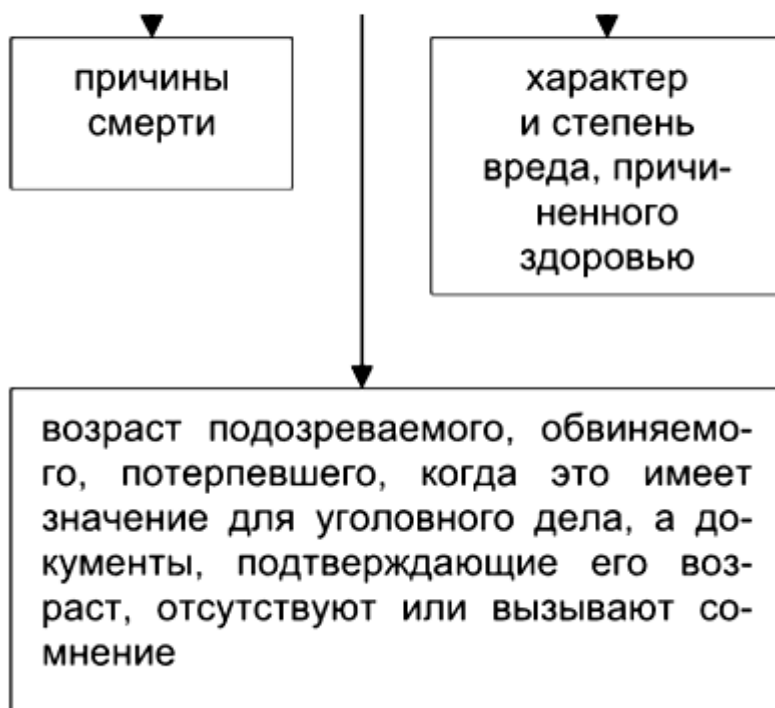 причины
смерти
характер
и степень
вреда, причи-
ненного
здоровью
возраст подозреваемого, обвиняемо-
го, потерпевшего, когда это имеет
значение для уголовного дела, а до-
кументы, подтверждающие его воз-
раст, отсутствуют или вызывают со-
мнение